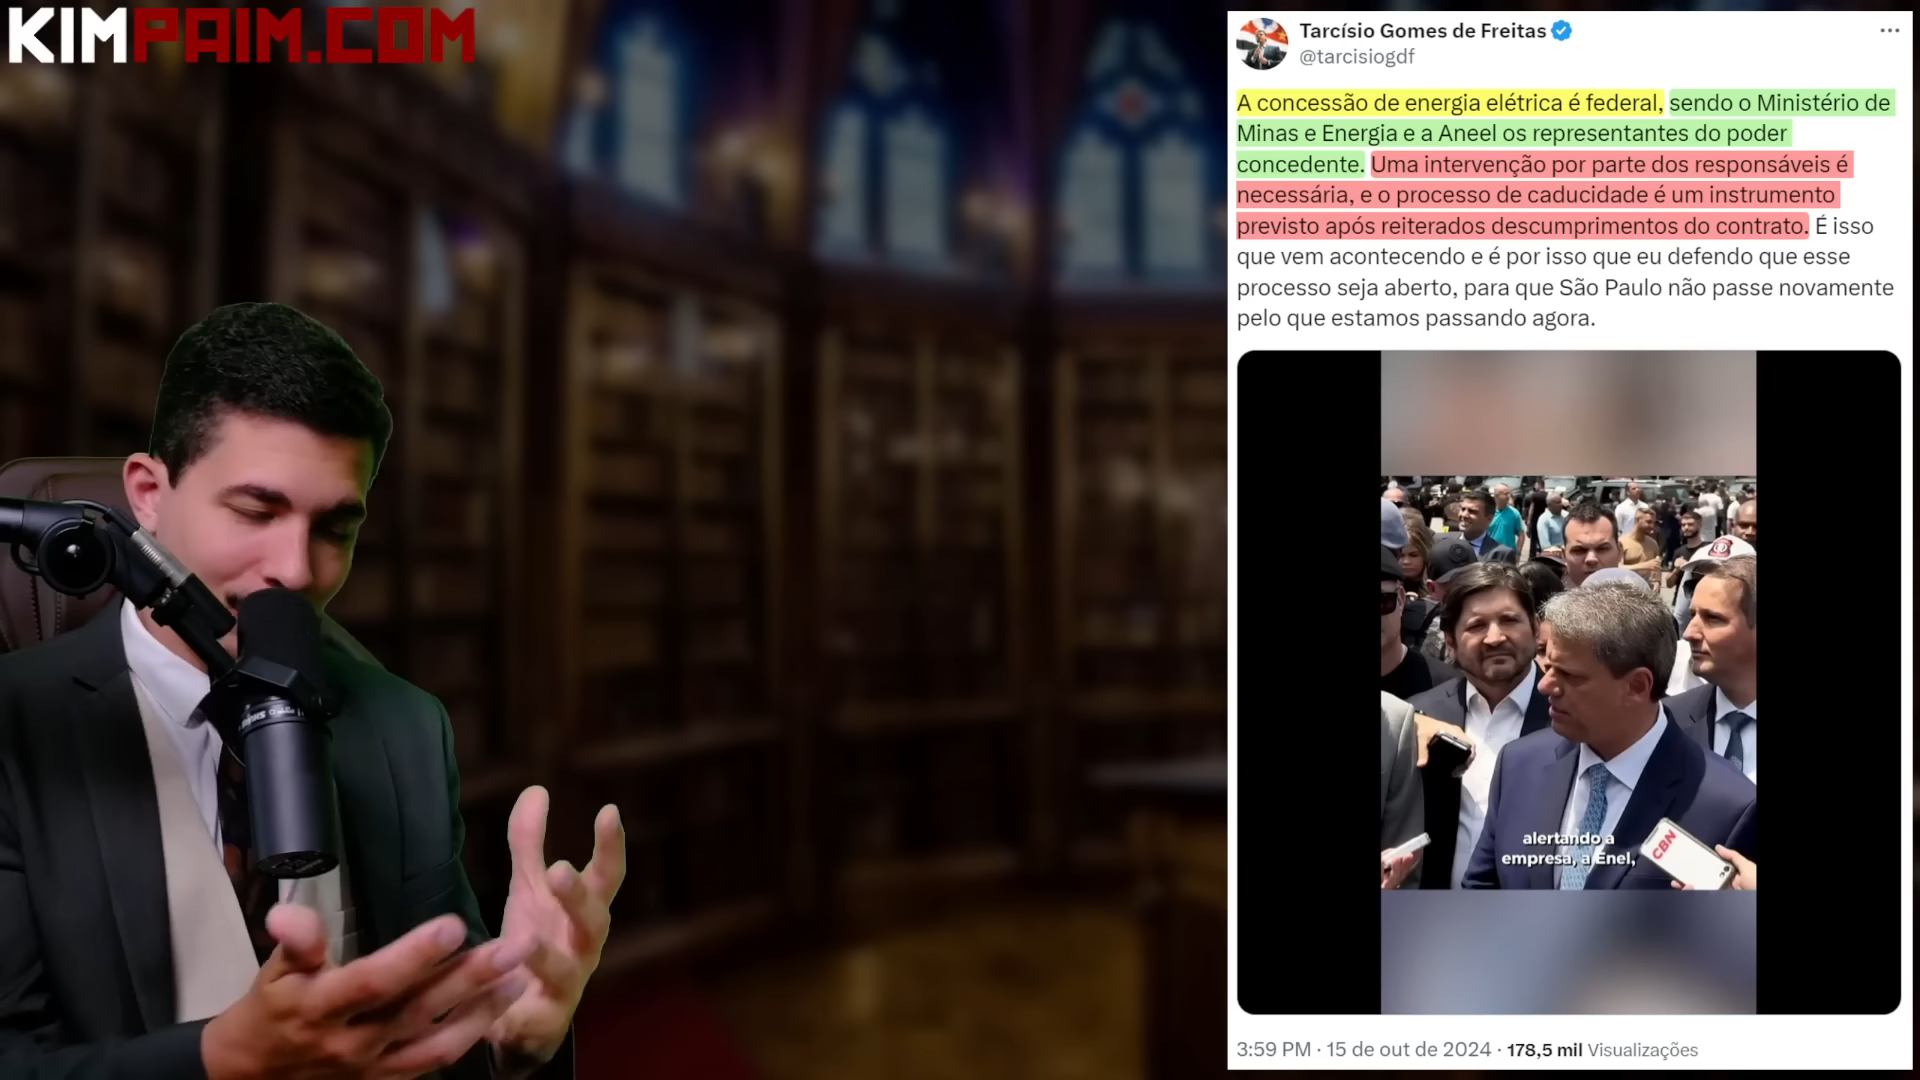 KIMPAIM.COM
Tarcísio Gomes de Freitas
@tarcisiogdf
A concessão de energia elétrica é federal, sendo o Ministério de
Minas e Energia e a Aneel os representantes do poder
concedente. Uma intervenção por parte dos responsáveis é
necessária, e o processo de caducidade é um instrumento
previsto após reiterados descumprimentos do contrato. É isso
que vem acontecendo e é por isso que eu defendo que esse
processo seja aberto, para que São Paulo não passe novamente
pelo que estamos passando agora.
alertando a
empresa, a Enel,
CBN
3:59 PM · 15 de out de 2024 · 178,5 mil Visualizações